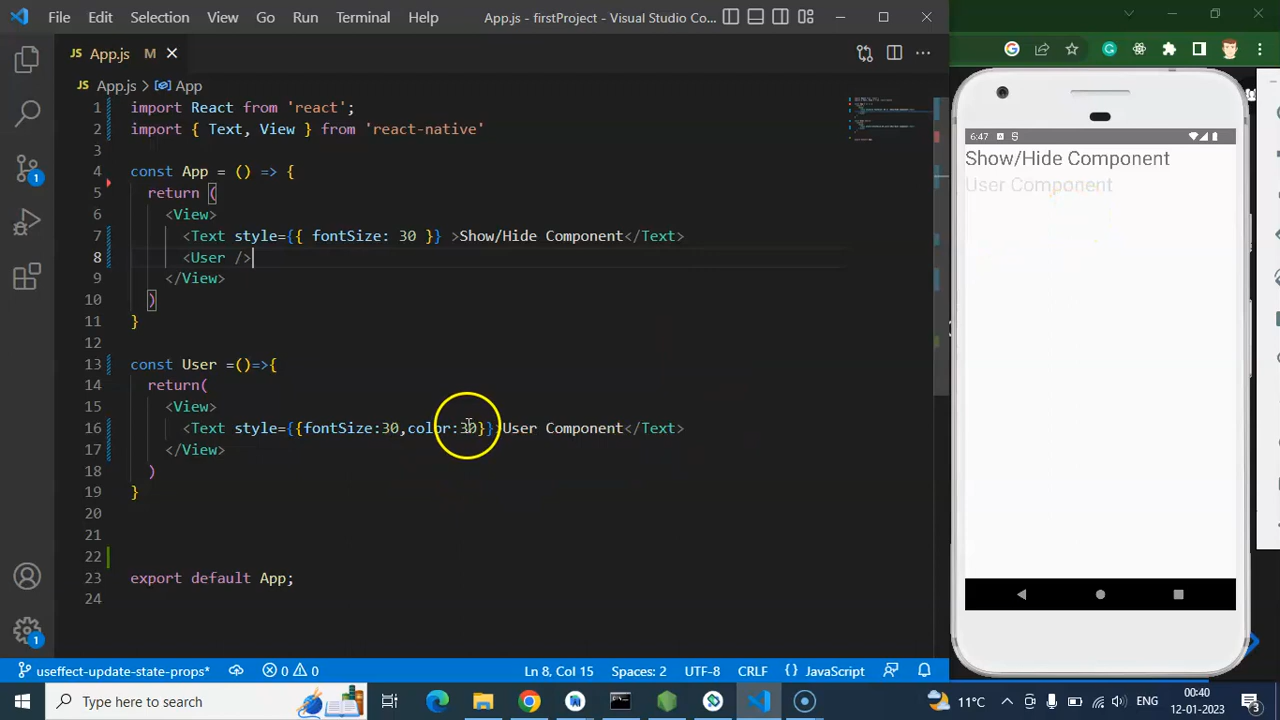 File Edit Selection View Go Run Terminal Help App.js - firstProject - Visual Studio Co...
JS App.js M
App.js > App
1 import React from 'react';
2 import { Text, View } from 'react-native'
3
4 const App = () => {
5 return (
6 <View>
7 <Text style={{ fontSize: 30 }} >Show/Hide Component</Text>
8 <User />
9 </View>
10 )
11 }
12
13 const User =()=>{
14 return(
15 <View>
16 <Text style={{fontSize:30,color:30}}>User Component</Text>
17 </View>
18 )
19 }
20
21
22
23 export default App;
24
6:47
Show/Hide Component
User Component
1
1
useffect-update-state-props* 0 0 Ln 8, Col 15 Spaces: 2 UTF-8 CRLF {} JavaScript
Type here to search 11°C ENG 00:40 12-01-2023 3